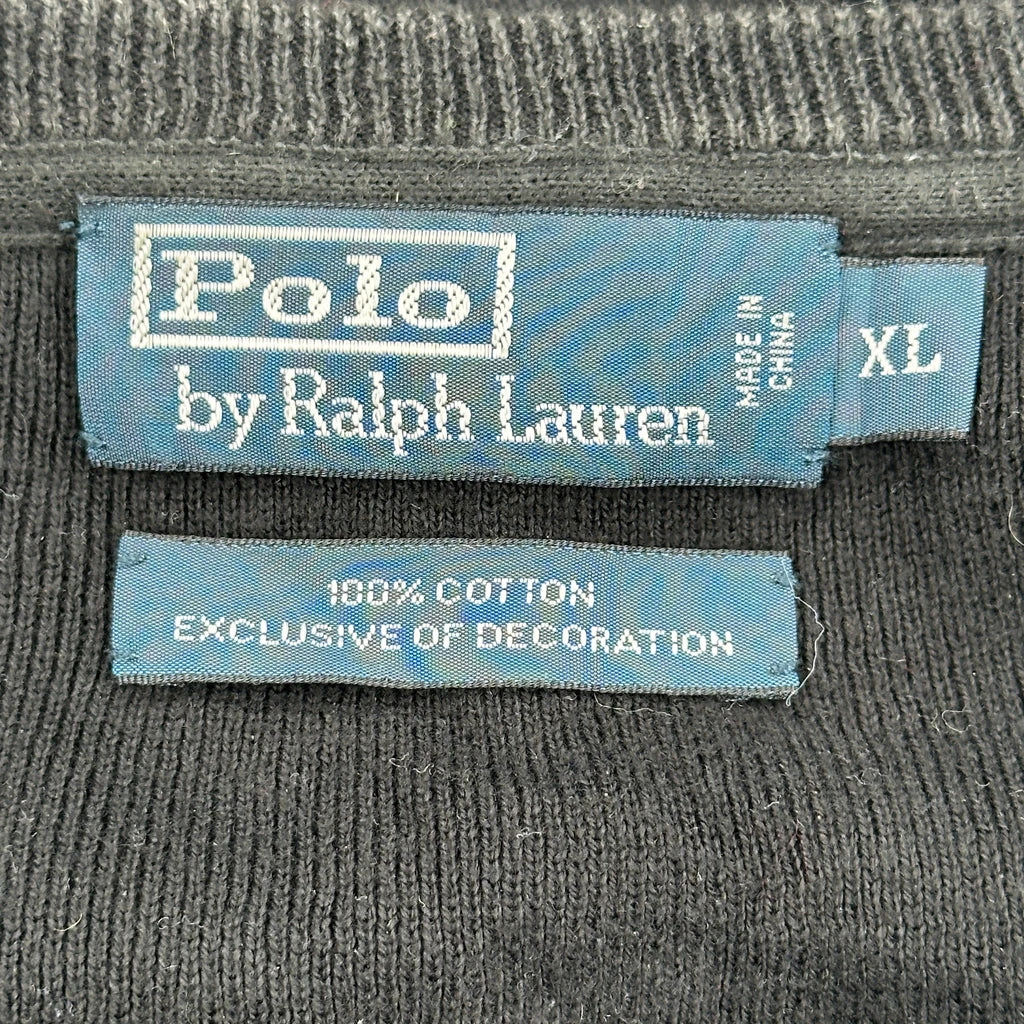 Polo
by Ralph Lauren
MADE IN
CHINA
XL
100% COTTON
EXCLUSIVE OF DECORATION